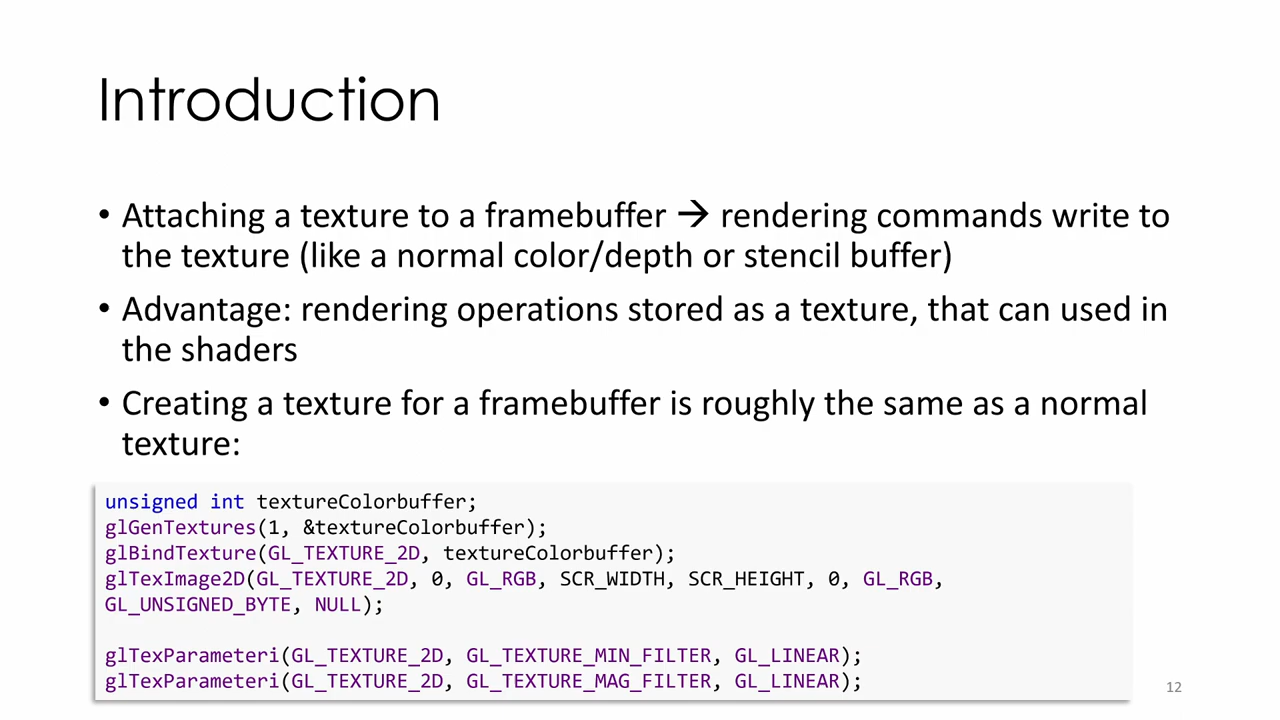 Introduction
• Attaching a texture to a framebuffer → rendering commands write to
the texture (like a normal color/depth or stencil buffer)
• Advantage: rendering operations stored as a texture, that can used in
the shaders
• Creating a texture for a framebuffer is roughly the same as a normal
texture:
unsigned int textureColorbuffer;
glGenTextures(1, &textureColorbuffer);
glBindTexture(GL_TEXTURE_2D, textureColorbuffer);
glTexImage2D(GL_TEXTURE_2D, 0, GL_RGB, SCR_WIDTH, SCR_HEIGHT, 0, GL_RGB,
GL_UNSIGNED_BYTE, NULL);
glTexParameteri(GL_TEXTURE_2D, GL_TEXTURE_MIN_FILTER, GL_LINEAR);
glTexParameteri(GL_TEXTURE_2D, GL_TEXTURE_MAG_FILTER, GL_LINEAR);
12